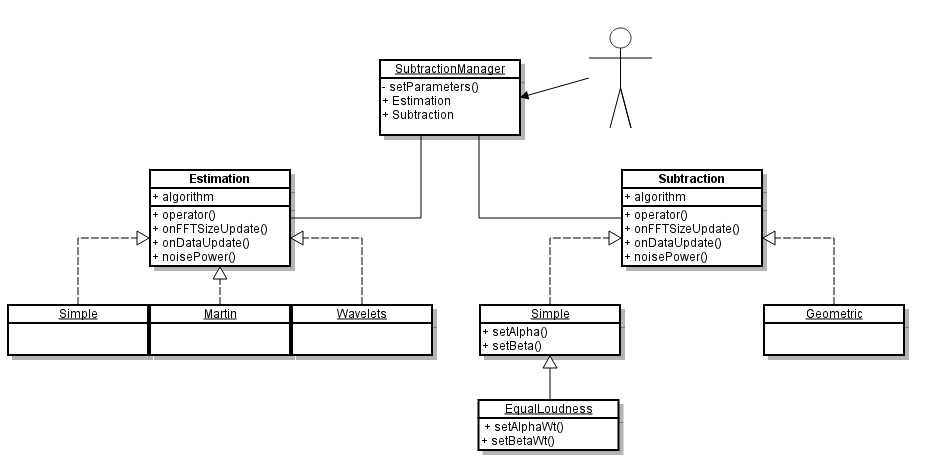 SubtractionManager
- setParameters()
+ Estimation
+ Subtraction
Estimation
+ algorithm
+ operator()
+ onFFTSizeUpdate()
+ onDataUpdate()
+ noisePower()
Subtraction
+ algorithm
+ operator()
+ onFFTSizeUpdate()
+ onDataUpdate()
+ noisePower()
Simple
Martin
Wavelets
Simple
+ setAlpha()
+ setBeta()
Geometric
EqualLoudness
+ setAlphaWt()
+ setBetaWt()